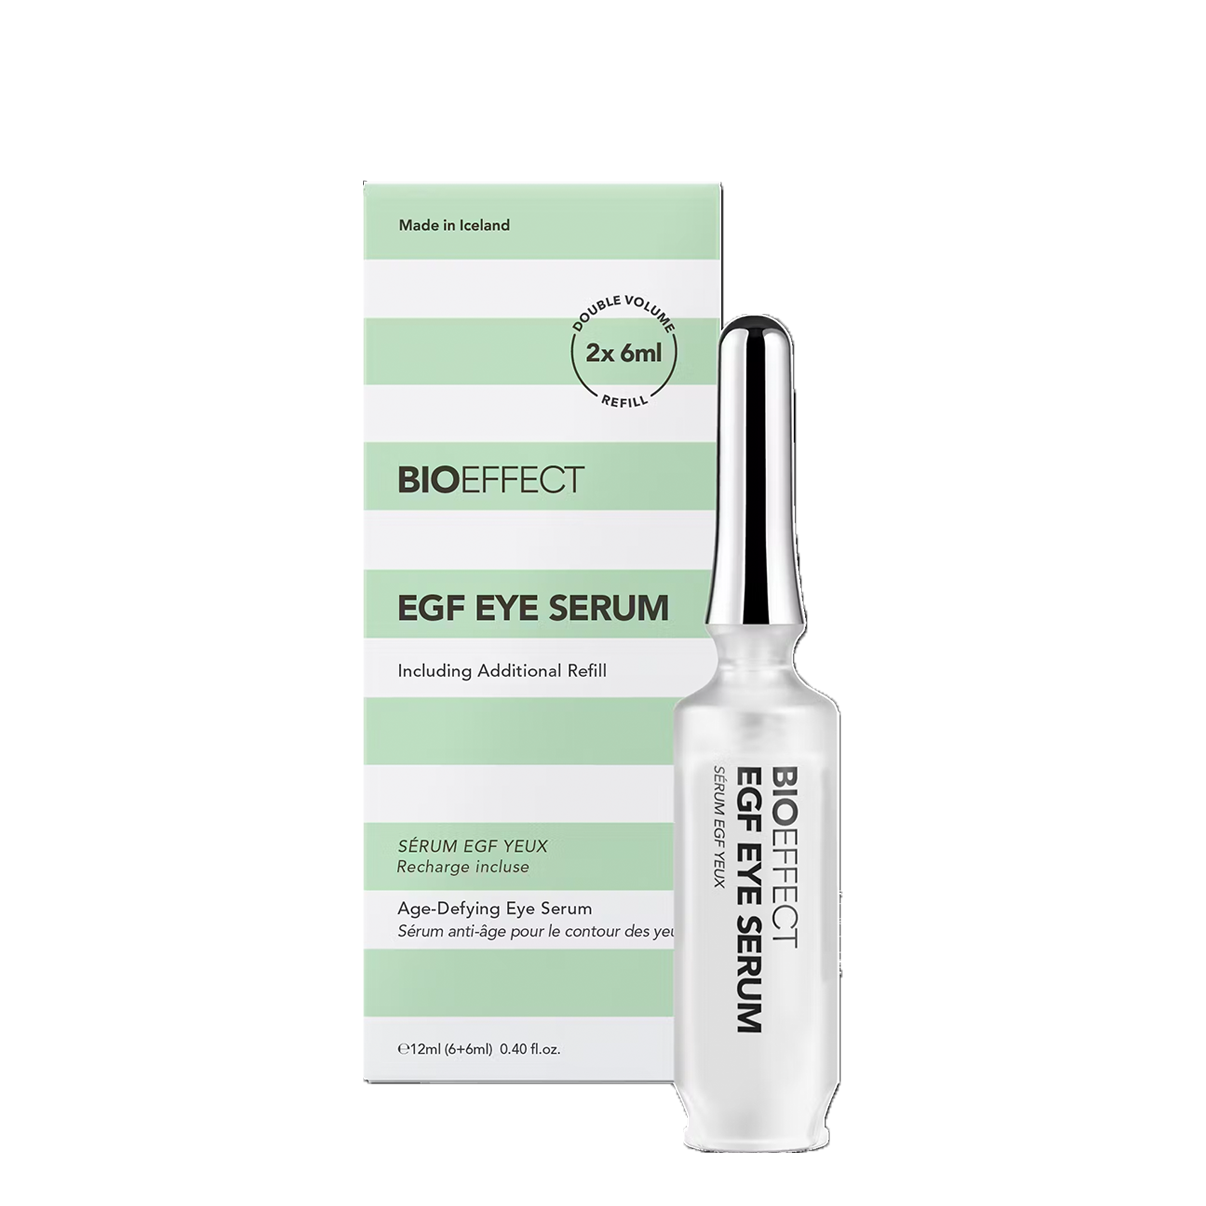 Made in Iceland
DOUBLE VOLUME
2x 6ml
REFILL
BIOEFFECT
EGF EYE SERUM
Including Additional Refill
SÉRUM EGF YEUX
Recharge incluse
Age-Defying Eye Serum
Sérum anti-âge pour le contour des
℮12ml (6+6ml) 0.40 fl.oz.
BIOEFFECT
EGF EYE SERUM
SÉRUM EGF YEUX